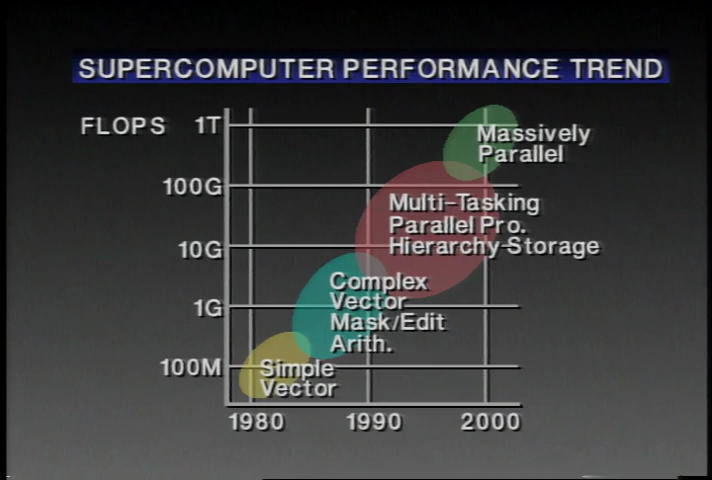 SUPERCOMPUTER PERFORMANCE TREND
FLOPS
1T
100G
10G
1G
100M
Massively
Parallel
Multi-Tasking
Parallel Pro.
Hierarchy Storage
Complex
Vector
Mask/Edit
Arith.
Simple
Vector
1980
1990
2000